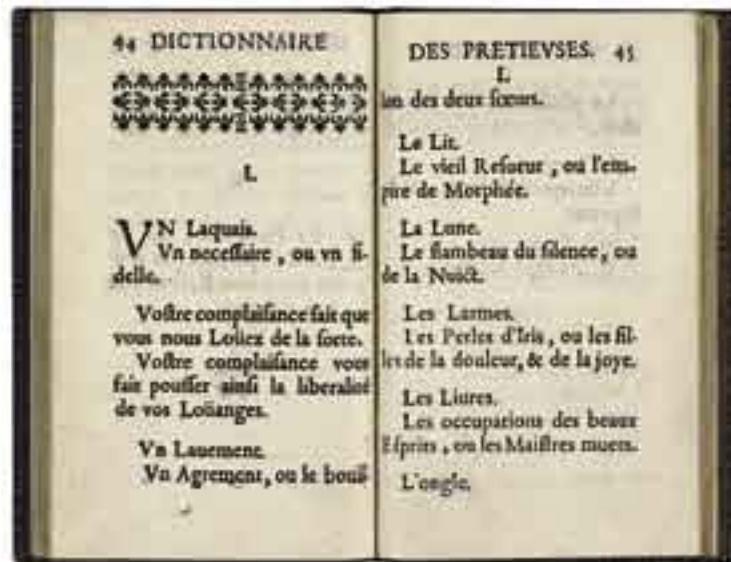 44 DICTIONNAIRE
L
VN Laquais.
Vn necessaire, ou vn fi-
delle.
Vostre complaisance fait que
vous nous Loüez de la sorte.
Vostre complaisance vous
fait pousser ainsi la liberalité
de vos Loüanges.
Vn Lauement.
Vn Agrement, ou le boüil-
DES PRETIEVSES. 45
L
lon des deux sœurs.
Le Lit.
Le vieil Resueur, ou l'em-
pire de Morphée.
La Lune.
Le flambeau du silence, ou
de la Nuict.
Les Larmes.
Les Perles d'Iris, ou les fil-
les de la douleur, & de la joye.
Les Liures.
Les occupations des beaux
Esprits, ou les Maistres muets.
L'ongle.